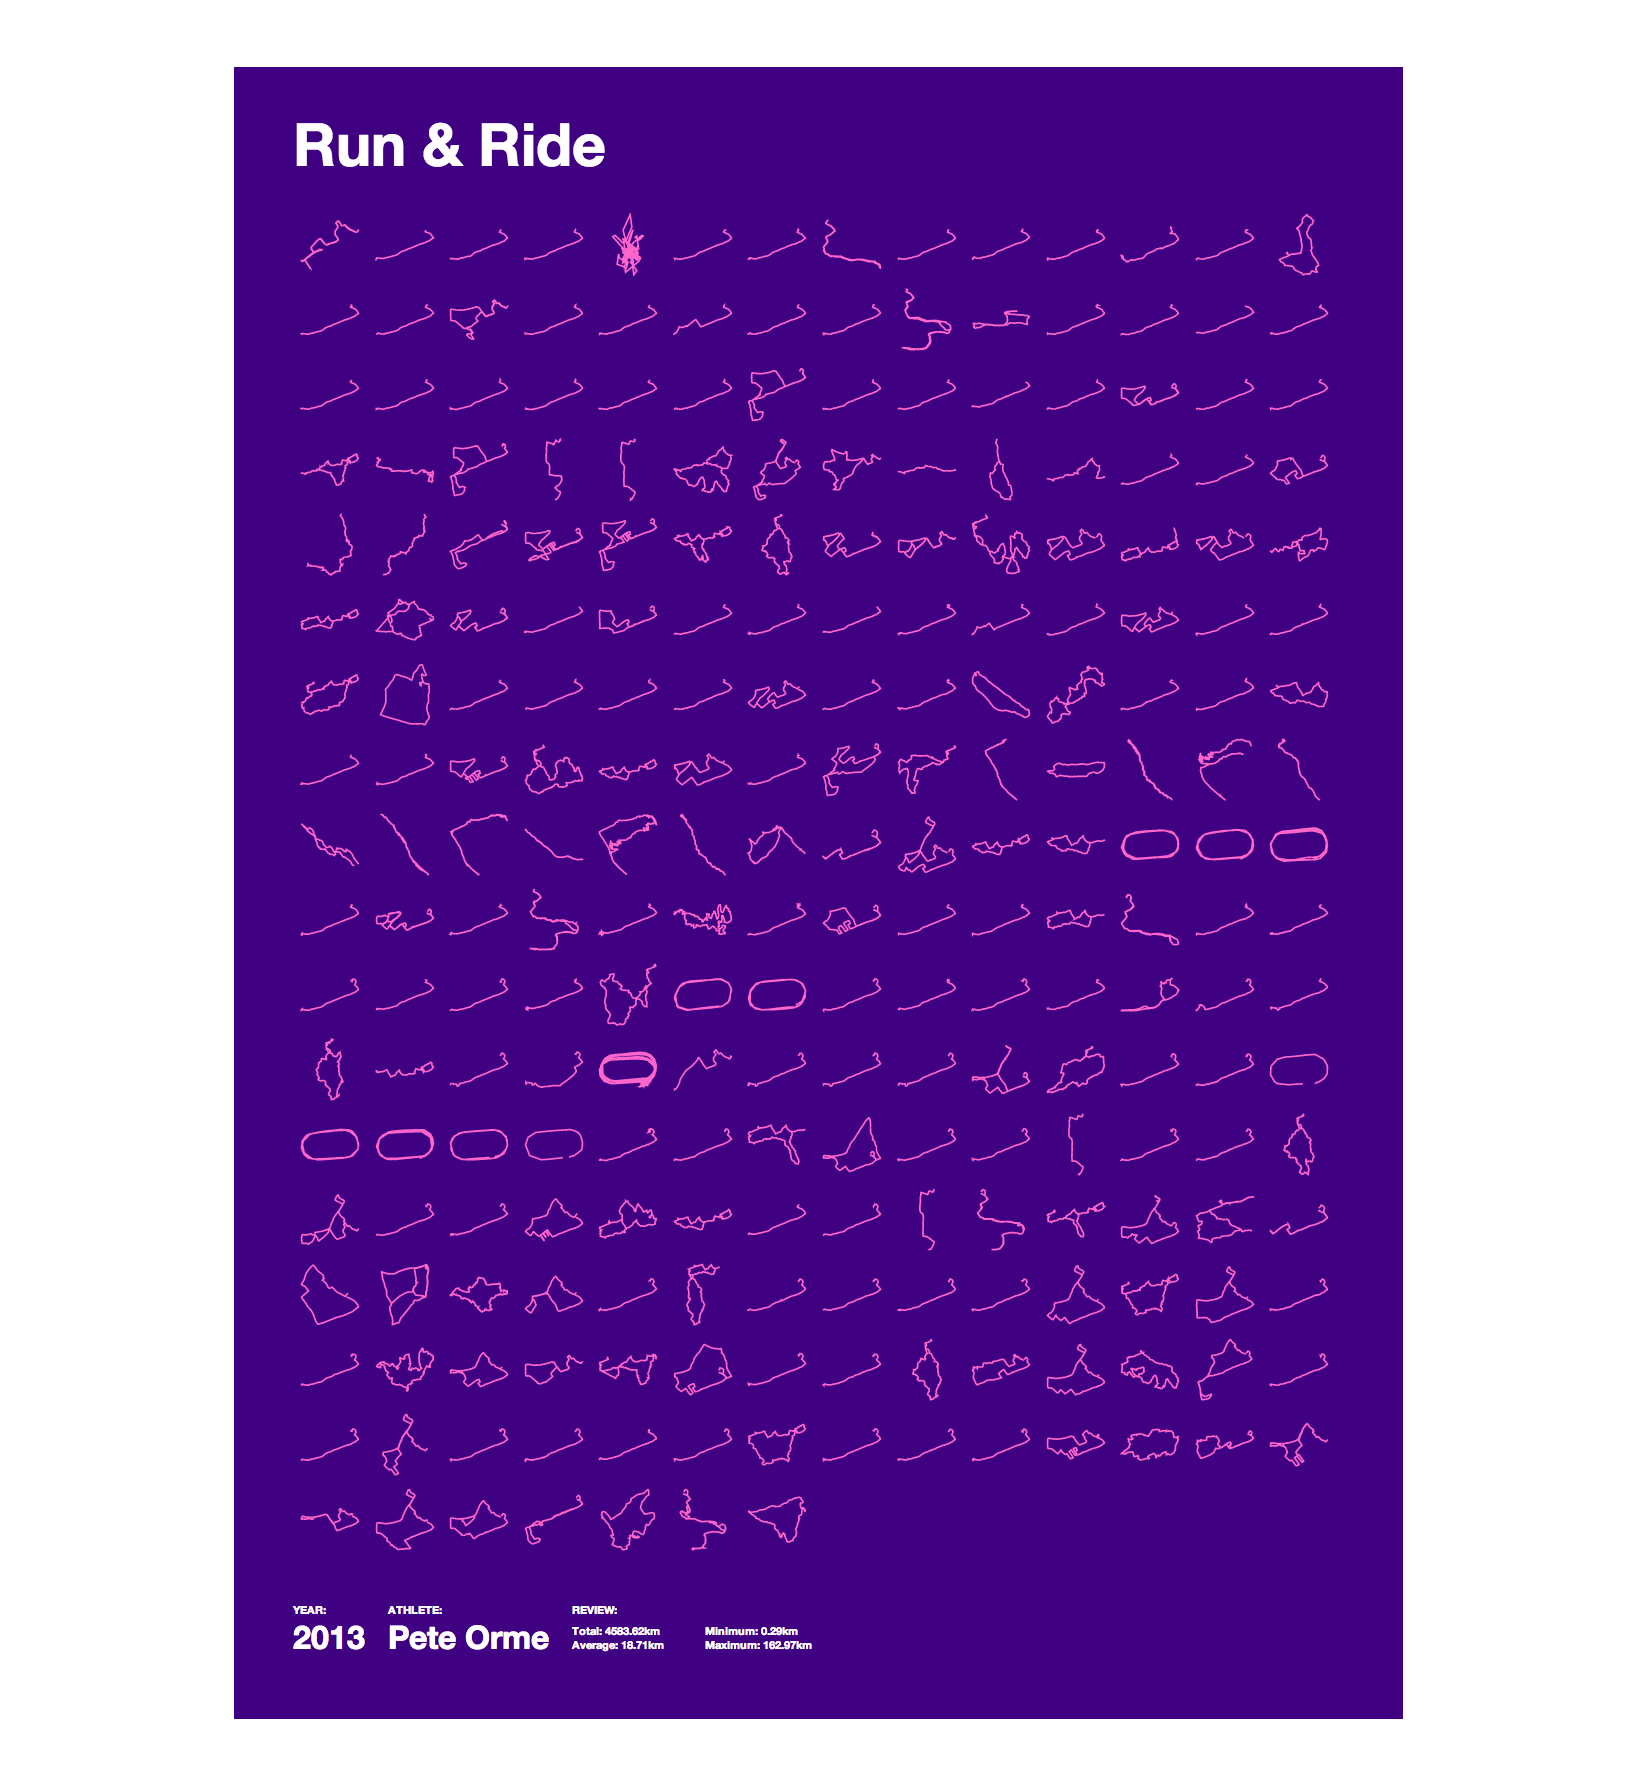 Run & Ride
YEAR:
2013
ATHLETE:
Pete Orme
REVIEW:
Total: 4583.62km
Average: 18.71km
Minimum: 0.29km
Maximum: 162.97km